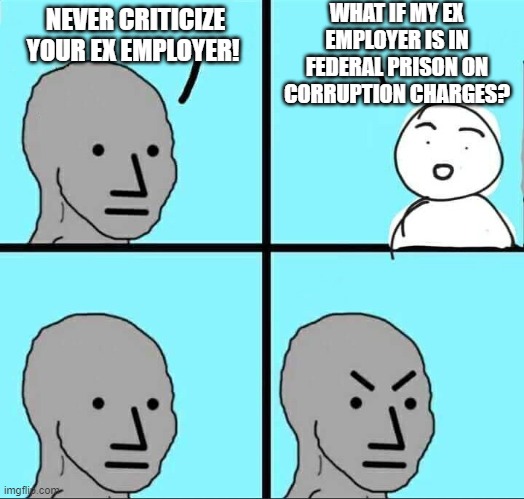 NEVER CRITICIZE
YOUR EX EMPLOYER!
WHAT IF MY EX
EMPLOYER IS IN
FEDERAL PRISON ON
CORRUPTION CHARGES?
imgflip.com